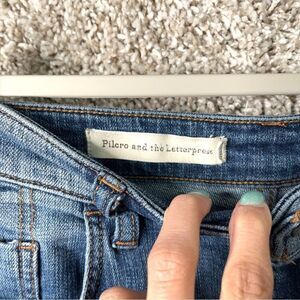 Pilcro and the Letterpress